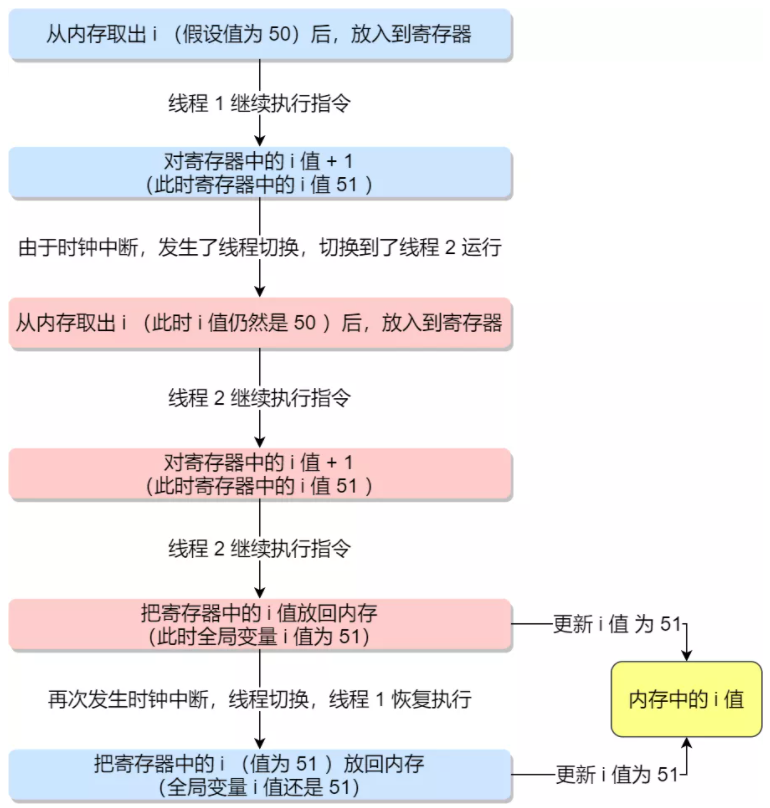 从内存取出 i （假设值为 50）后，放入到寄存器
线程 1 继续执行指令
对寄存器中的 i 值 + 1
（此时寄存器中的 i 值 51 ）
由于时钟中断，发生了线程切换，切换到了线程 2 运行
从内存取出 i （此时 i 值仍然是 50 ）后，放入到寄存器
线程 2 继续执行指令
对寄存器中的 i 值 + 1
（此时寄存器中的 i 值 51 ）
线程 2 继续执行指令
把寄存器中的 i 值放回内存
（此时全局变量 i 值为 51）
更新 i 值 为 51
再次发生时钟中断，线程切换，线程 1 恢复执行
内存中的 i 值
把寄存器中的 i （值为 51 ）放回内存
（全局变量 i 值还是 51）
更新 i 值为 51